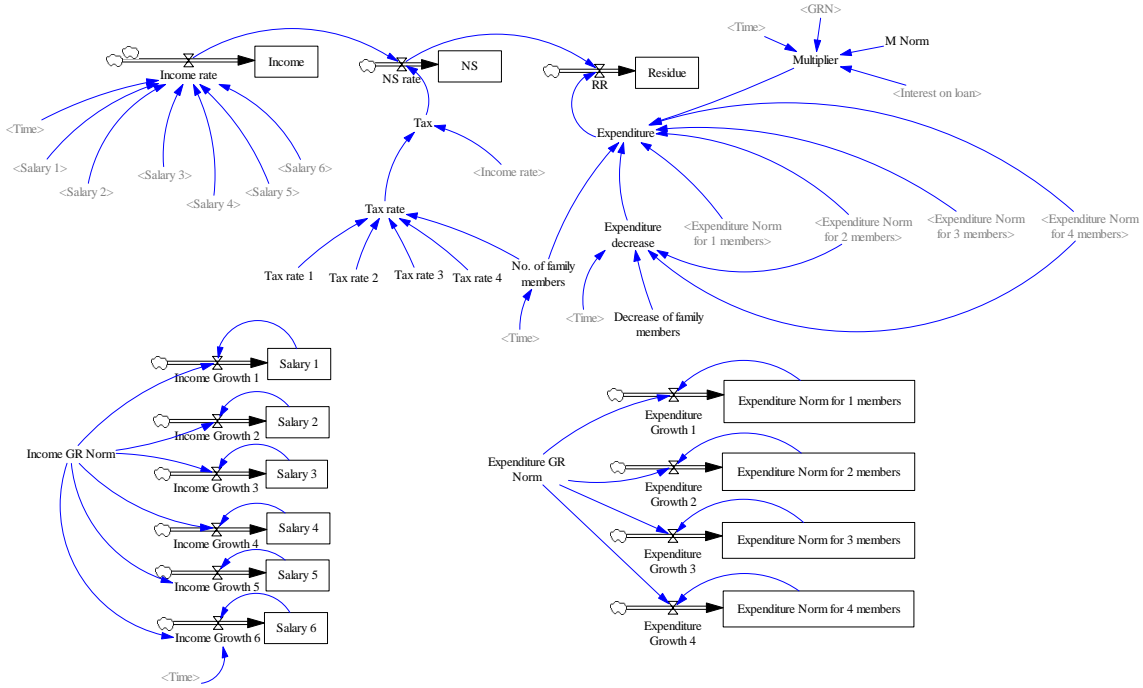 <GRN>
<Time>
M Norm
Multiplier
Income
NS
Residue
Income rate
NS rate
RR
<Interest on loan>
<Time>
Tax
Expenditure
<Salary 1>
<Salary 2>
<Salary 3>
<Salary 4>
<Salary 5>
<Salary 6>
<Income rate>
Tax rate
Expenditure
decrease
<Expenditure Norm
for 1 members>
<Expenditure Norm
for 2 members>
<Expenditure Norm
for 3 members>
<Expenditure Norm
for 4 members>
Tax rate 1
Tax rate 2
Tax rate 3
Tax rate 4
No. of family
members
<Time>
<Time>
Decrease of family
members
Salary 1
Income Growth 1
Salary 2
Income Growth 2
Income GR Norm
Salary 3
Income Growth 3
Salary 4
Income Growth 4
Salary 5
Income Growth 5
Salary 6
Income Growth 6
<Time>
Expenditure Norm for 1 members
Expenditure
Growth 1
Expenditure GR
Norm
Expenditure Norm for 2 members
Expenditure
Growth 2
Expenditure Norm for 3 members
Expenditure
Growth 3
Expenditure Norm for 4 members
Expenditure
Growth 4